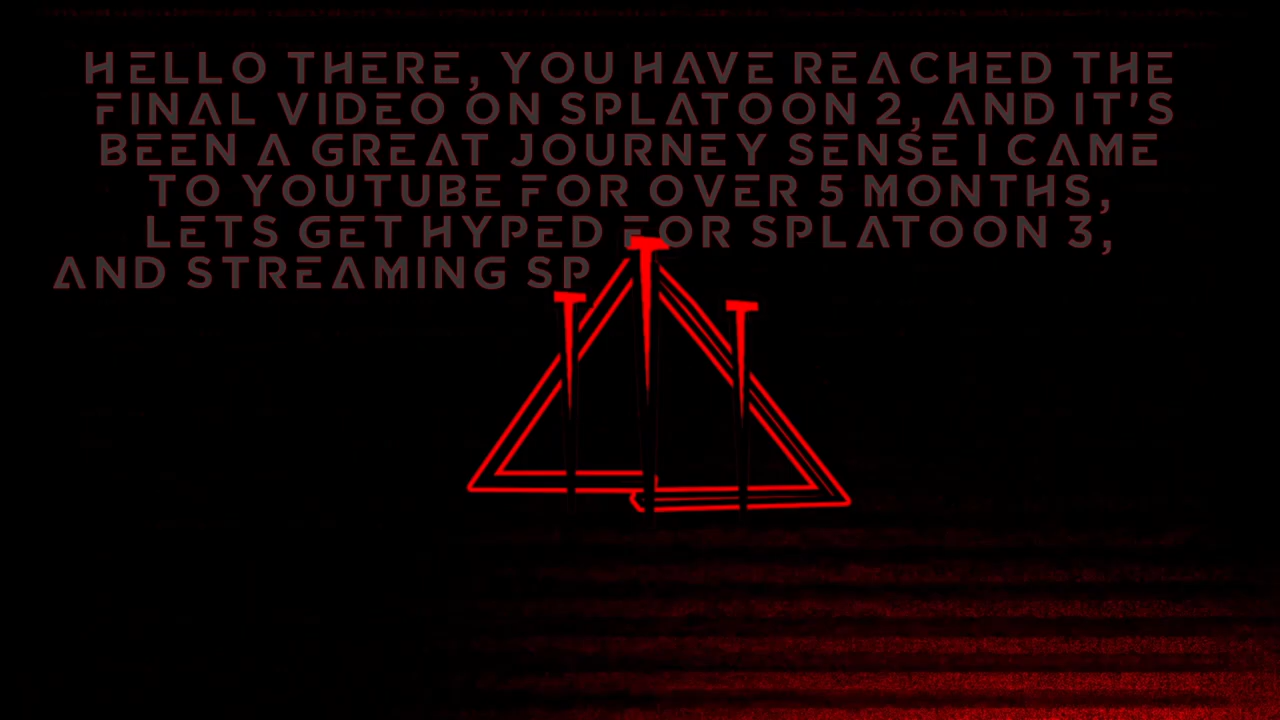 HELLO THERE, YOU HAVE REACHED THE
FINAL VIDEO ON SPLATOON 2, AND IT'S
BEEN A GREAT JOURNEY SENSE I CAME
TO YOUTUBE FOR OVER 5 MONTHS,
LETS GET HYPED FOR SPLATOON 3,
AND STREAMING SP